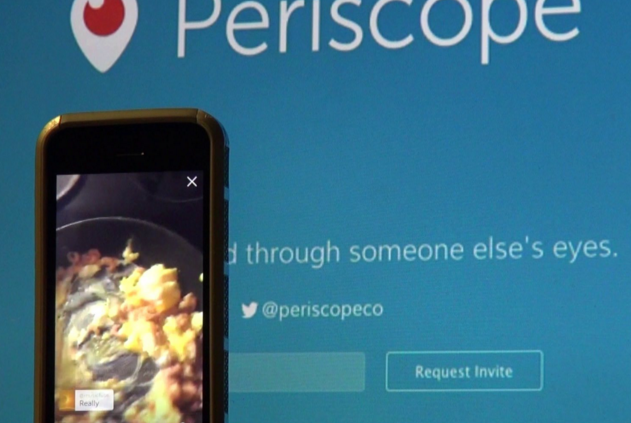 Periscope
d through someone else's eyes.
@periscopeco
Request Invite
Really